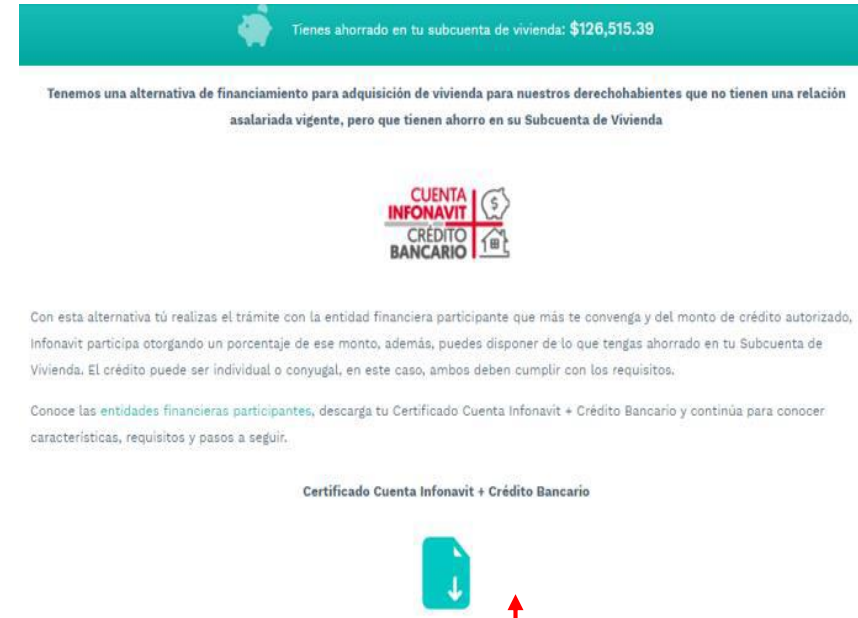 Tienes ahorrado en tu subcuenta de vivienda: $126,515.39
Tenemos una alternativa de financiamiento para adquisición de vivienda para nuestros derechohabientes que no tienen una relación
asalariada vigente, pero que tienen ahorro en su Subcuenta de Vivienda
CUENTA
INFONAVIT
CRÉDITO
BANCARIO
Con esta alternativa tú realizas el trámite con la entidad financiera participante que más te convenga y del monto de crédito autorizado,
Infonavit participa otorgando un porcentaje de ese monto, además, puedes disponer de lo que tengas ahorrado en tu Subcuenta de
Vivienda. El crédito puede ser individual o conyugal, en este caso, ambos deben cumplir con los requisitos.
Conoce las entidades financieras participantes, descarga tu Certificado Cuenta Infonavit + Crédito Bancario y continúa para conocer
características, requisitos y pasos a seguir.
Certificado Cuenta Infonavit + Crédito Bancario